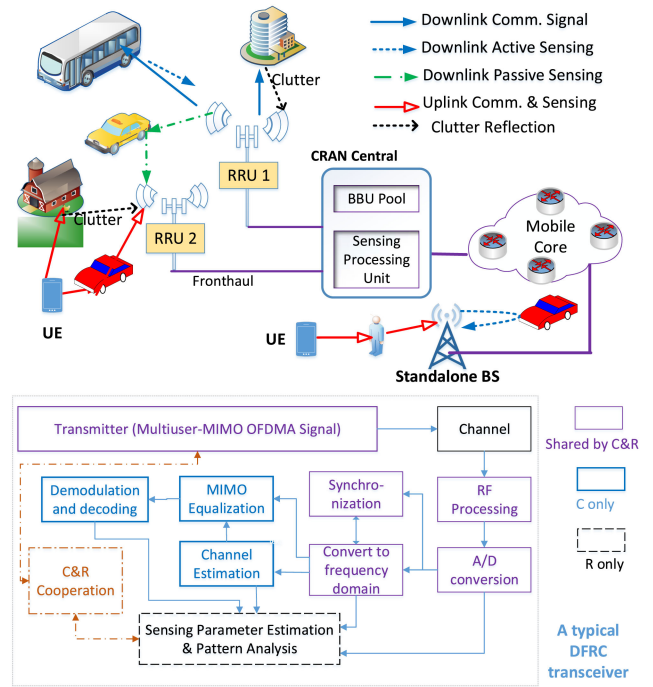 Downlink Comm. Signal
Downlink Active Sensing
Downlink Passive Sensing
Uplink Comm. & Sensing
Clutter Reflection
Clutter
RRU 1
CRAN Central
BBU Pool
Sensing
Processing
Unit
Mobile
Core
Clutter
RRU 2
Fronthaul
UE
UE
Standalone BS
Transmitter (Multiuser-MIMO OFDMA Signal)
Channel
Shared by C&R
Demodulation
and decoding
MIMO
Equalization
Synchro-
nization
RF
Processing
C only
C&R
Cooperation
Channel
Estimation
Convert to
frequency
domain
A/D
conversion
R only
Sensing Parameter Estimation
& Pattern Analysis
A typical
DFRC
transceiver